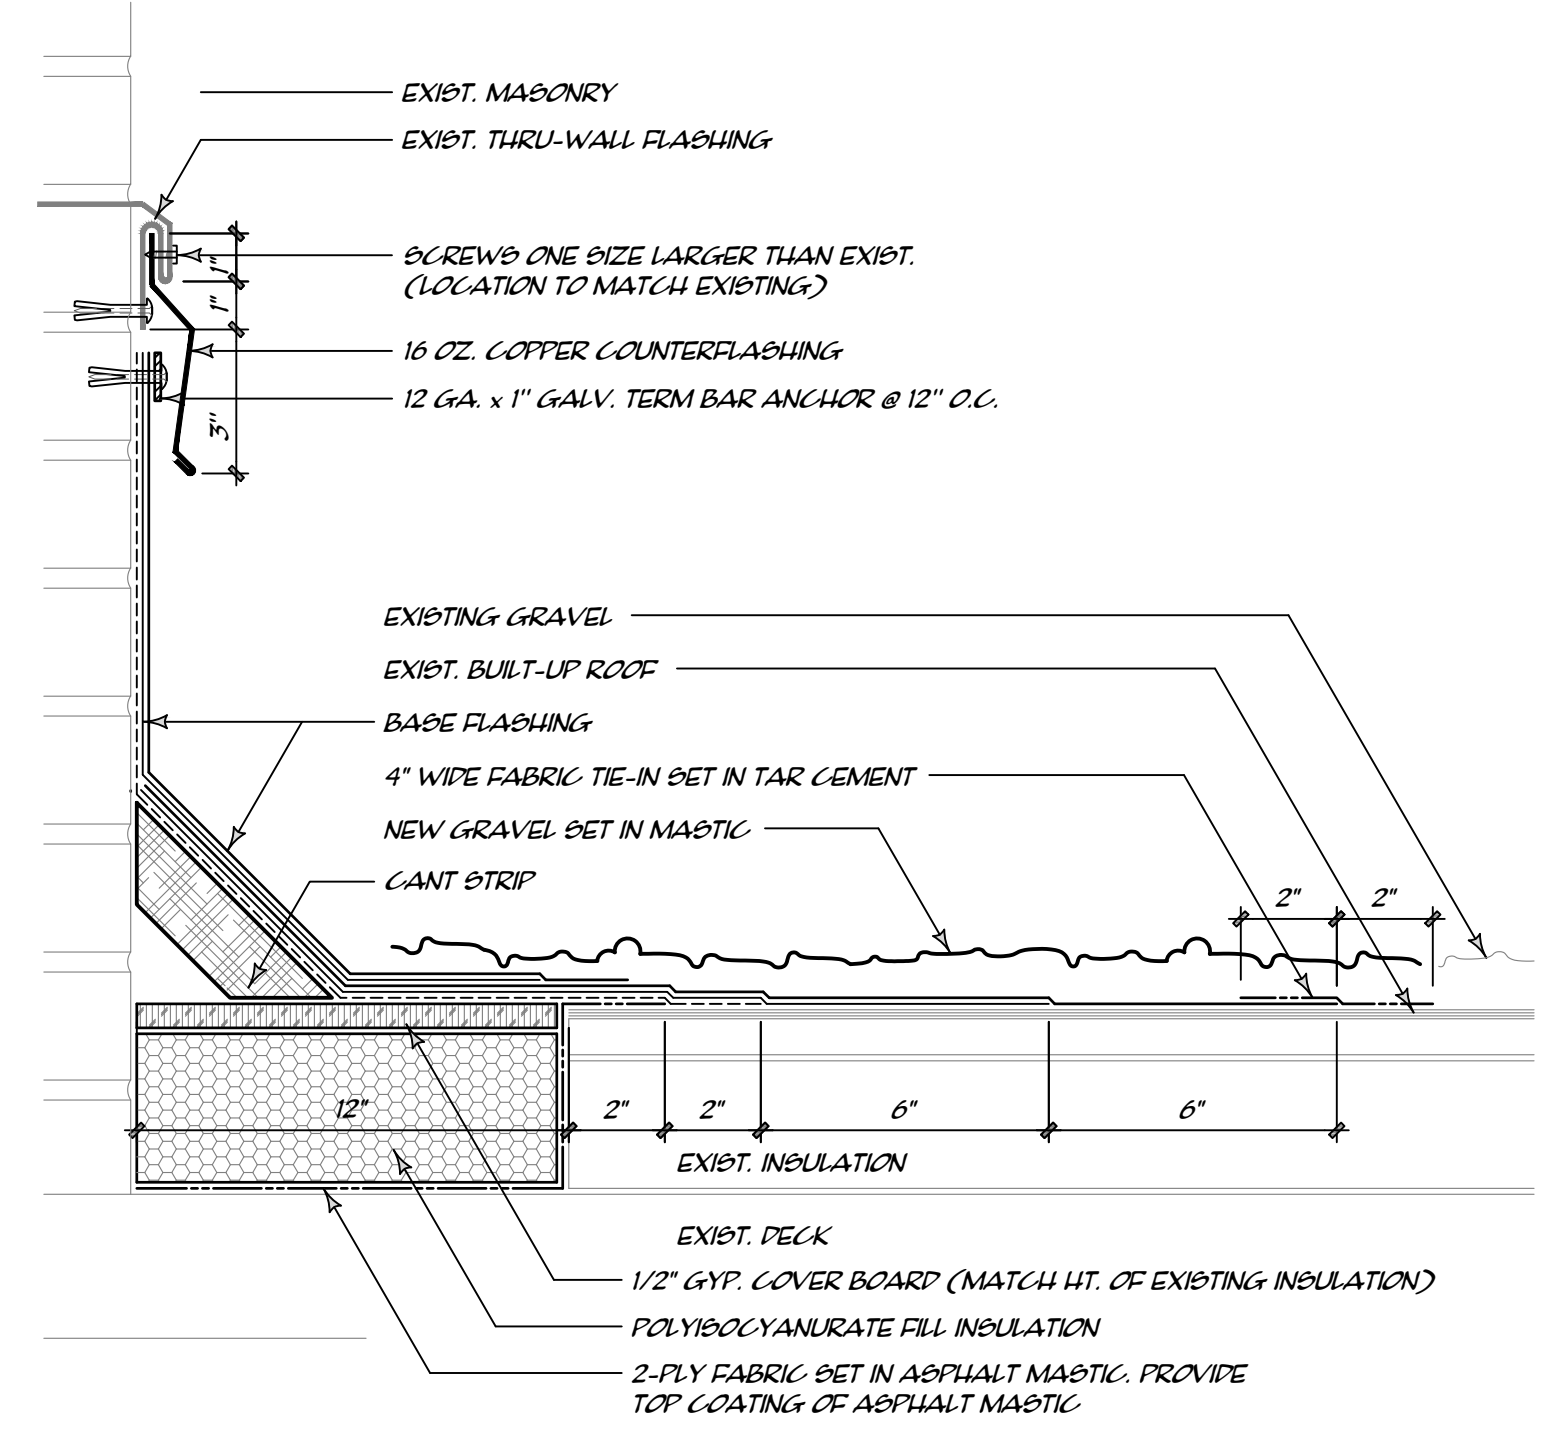 EXIST. MASONRY
EXIST. THRU-WALL FLASHING
SCREWS ONE SIZE LARGER THAN EXIST.
(LOCATION TO MATCH EXISTING)
1"
1"
16 OZ. COPPER COUNTERFLASHING
12 GA. x 1" GALV. TERM BAR ANCHOR @ 12" O.C.
3"
EXISTING GRAVEL
EXIST. BUILT-UP ROOF
BASE FLASHING
4" WIDE FABRIC TIE-IN SET IN TAR CEMENT
NEW GRAVEL SET IN MASTIC
CANT STRIP
2" 2"
12" 2" 2" 6" 6"
EXIST. INSULATION
EXIST. DECK
1/2" GYP. COVER BOARD (MATCH HT. OF EXISTING INSULATION)
POLYISOCYANURATE FILL INSULATION
2-PLY FABRIC SET IN ASPHALT MASTIC. PROVIDE
TOP COATING OF ASPHALT MASTIC